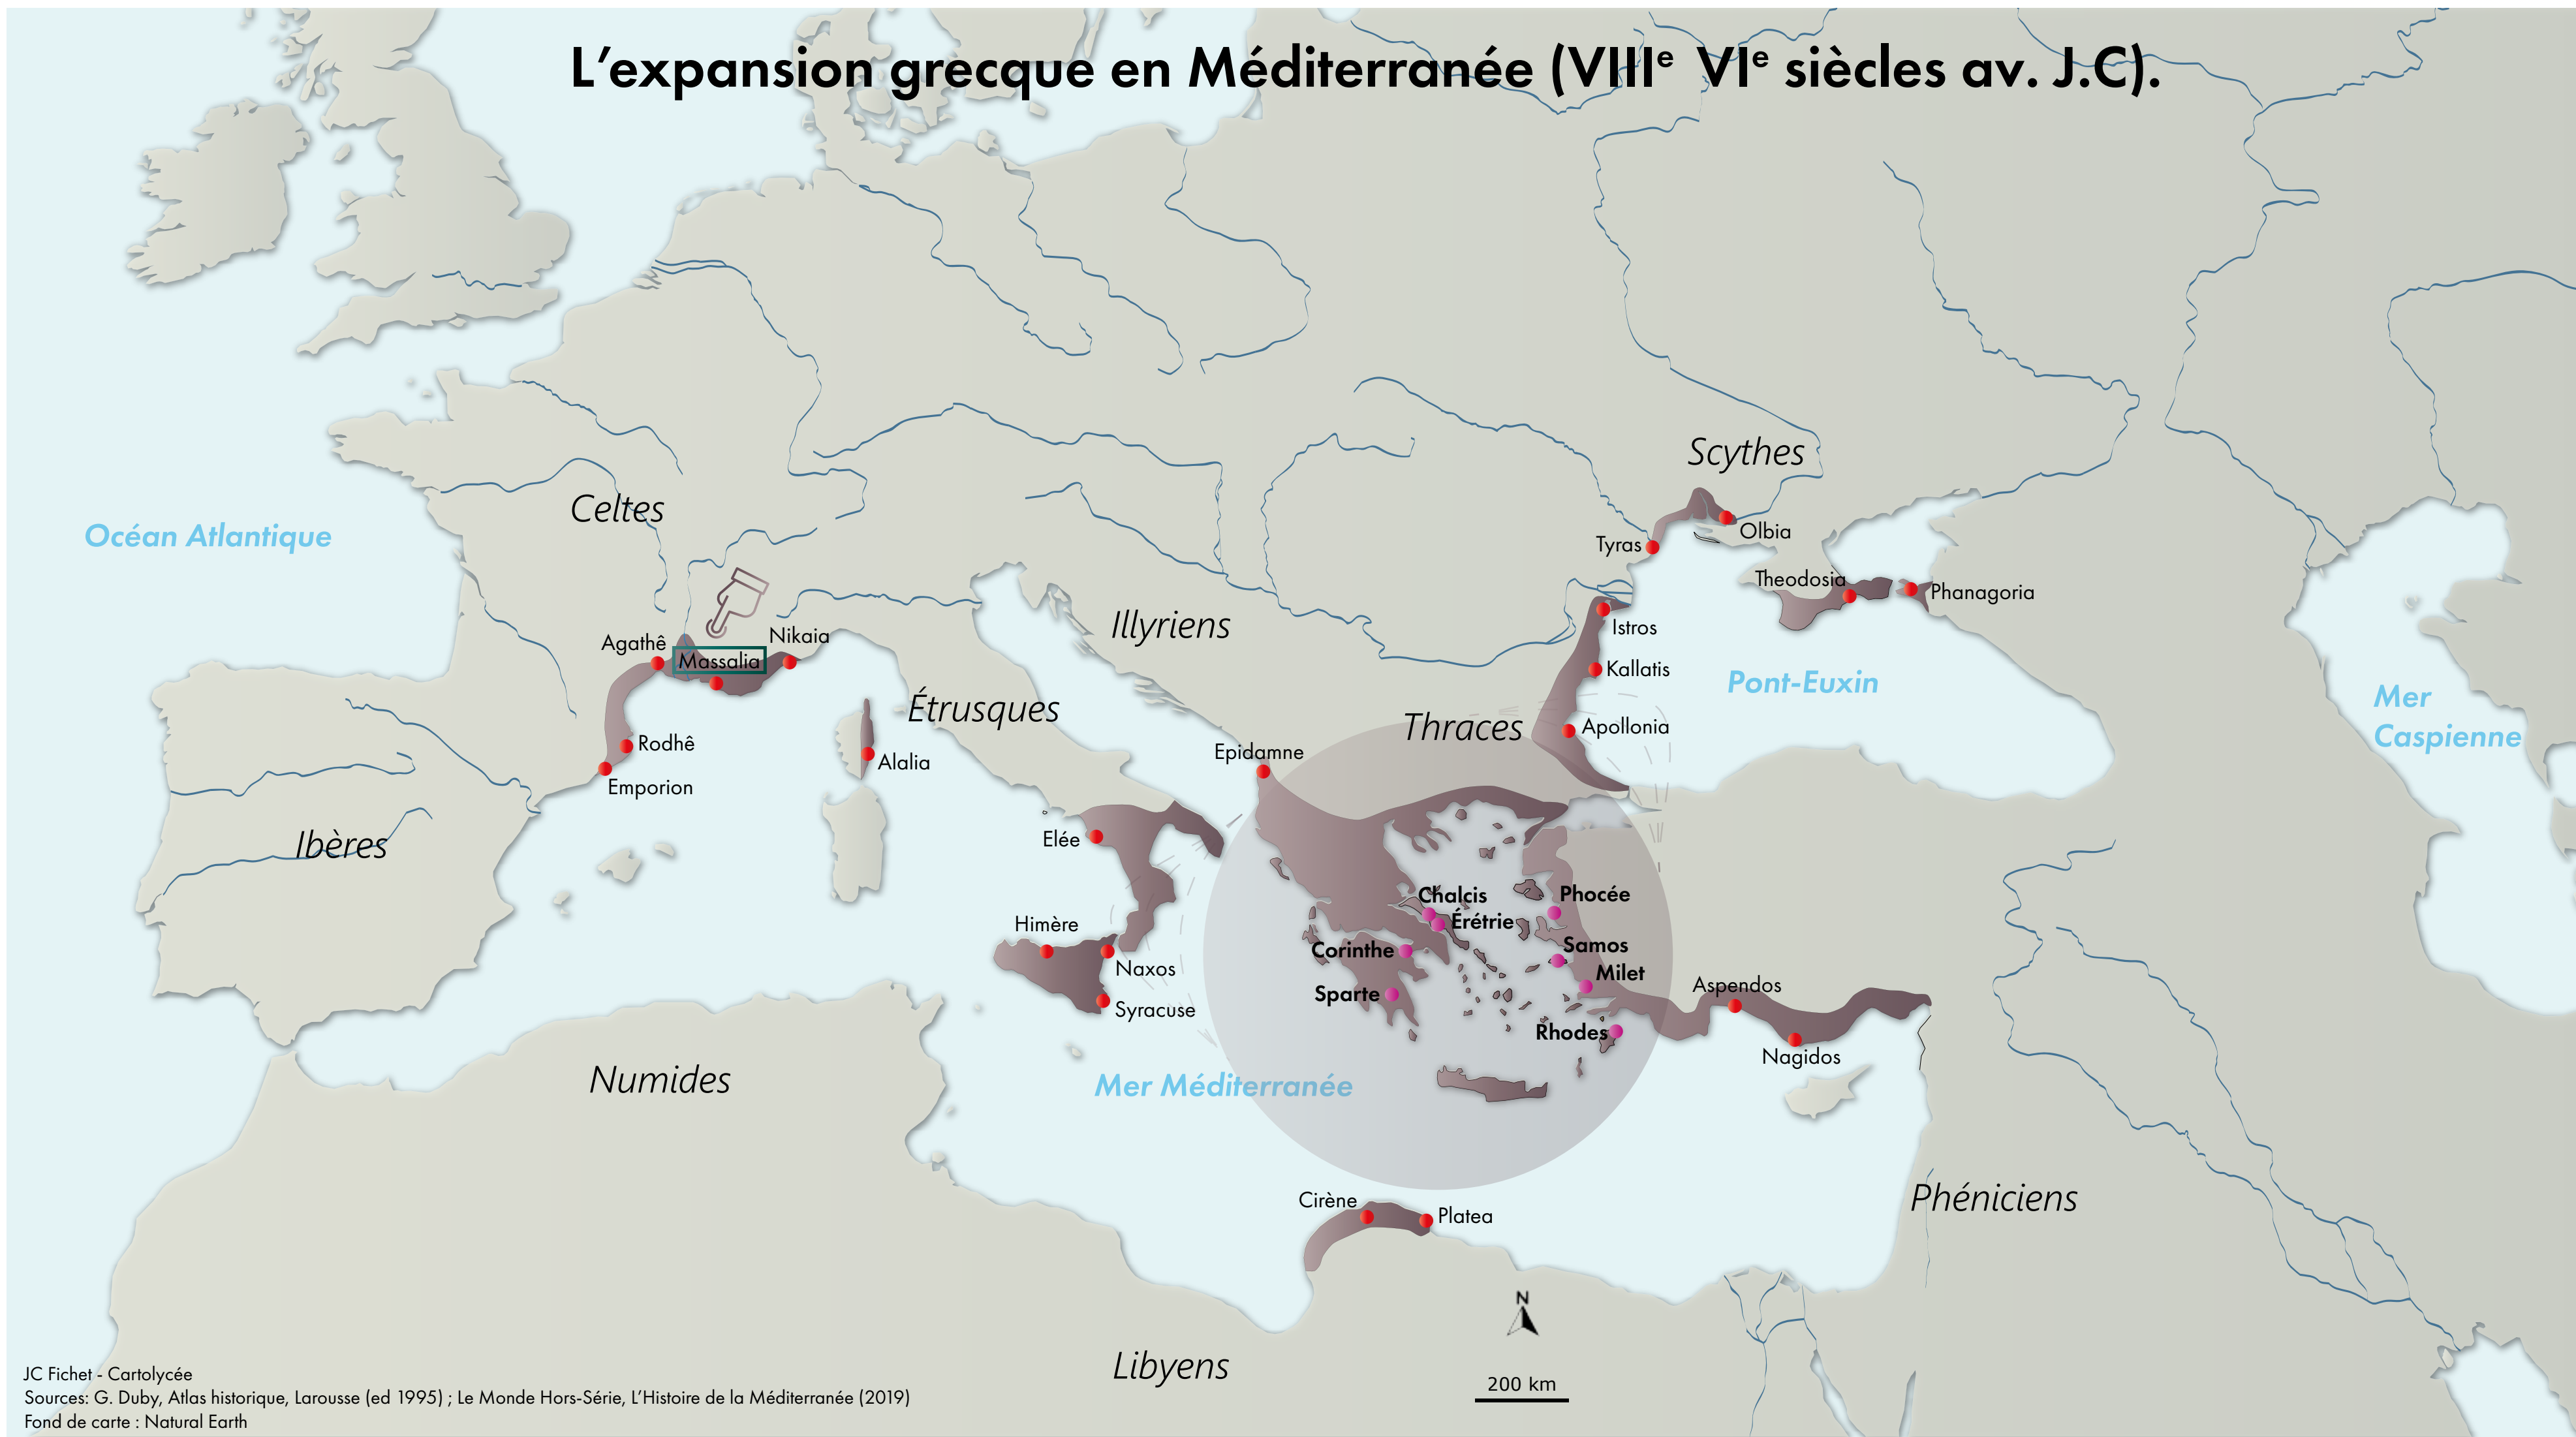 L’expansion grecque en Méditerranée (VIIIe VIe siècles av. J.C).
Scythes
Celtes
Océan Atlantique
Olbia
Tyras
Theodosia
Phanagoria
Illyriens
Istros
Agathê
Nikaia
Massalia
Kallatis
Pont-Euxin
Mer
Caspienne
Étrusques
Thraces
Apollonia
Rodhê
Alalia
Epidamne
Emporion
Ibères
Elée
Chalcis
Phocée
Érétrie
Himère
Corinthe
Samos
Naxos
Milet
Aspendos
Sparte
Syracuse
Rhodes
Nagidos
Numides
Mer Méditerranée
Cirène
Platea
Phéniciens
N
Libyens
200 km
JC Fichet - Cartolycée
Sources: G. Duby, Atlas historique, Larousse (ed 1995) ; Le Monde Hors-Série, L’Histoire de la Méditerranée (2019)
Fond de carte : Natural Earth